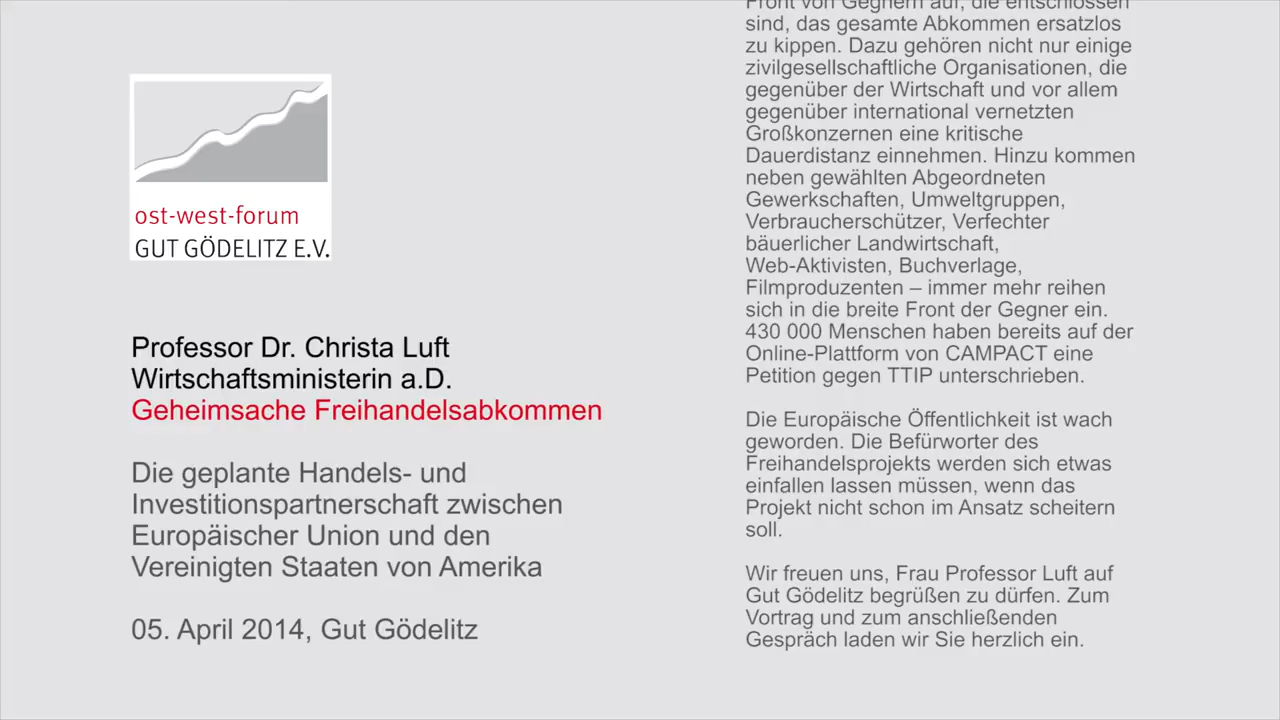 ost-west-forum
GUT GÖDELITZ E.V.
Professor Dr. Christa Luft
Wirtschaftsministerin a.D.
Geheimsache Freihandelsabkommen
Die geplante Handels- und
Investitionspartnerschaft zwischen
Europäischer Union und den
Vereinigten Staaten von Amerika
05. April 2014, Gut Gödelitz
Front von Gegnern auf, die entschlossen
sind, das gesamte Abkommen ersatzlos
zu kippen. Dazu gehören nicht nur einige
zivilgesellschaftliche Organisationen, die
gegenüber der Wirtschaft und vor allem
gegenüber international vernetzten
Großkonzernen eine kritische
Dauerdistanz einnehmen. Hinzu kommen
neben gewählten Abgeordneten
Gewerkschaften, Umweltgruppen,
Verbraucherschützer, Verfechter
bäuerlicher Landwirtschaft,
Web-Aktivisten, Buchverlage,
Filmproduzenten – immer mehr reihen
sich in die breite Front der Gegner ein.
430 000 Menschen haben bereits auf der
Online-Plattform von CAMPACT eine
Petition gegen TTIP unterschrieben.
Die Europäische Öffentlichkeit ist wach
geworden. Die Befürworter des
Freihandelsprojekts werden sich etwas
einfallen lassen müssen, wenn das
Projekt nicht schon im Ansatz scheitern
soll.
Wir freuen uns, Frau Professor Luft auf
Gut Gödelitz begrüßen zu dürfen. Zum
Vortrag und zum anschließenden
Gespräch laden wir Sie herzlich ein.